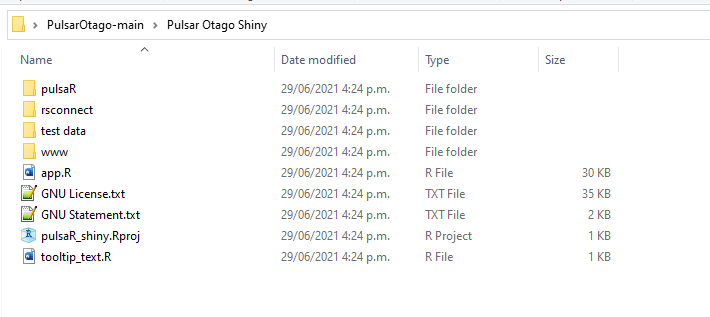 PulsarOtago-main > Pulsar Otago Shiny
Name Date modified Type Size
pulsaR 29/06/2021 4:24 p.m. File folder
rsconnect 29/06/2021 4:24 p.m. File folder
test data 29/06/2021 4:24 p.m. File folder
www 29/06/2021 4:24 p.m. File folder
app.R 29/06/2021 4:24 p.m. R File 30 KB
GNU License.txt 29/06/2021 4:24 p.m. TXT File 35 KB
GNU Statement.txt 29/06/2021 4:24 p.m. TXT File 2 KB
pulsaR_shiny.Rproj 29/06/2021 4:24 p.m. R Project 1 KB
tooltip_text.R 29/06/2021 4:24 p.m. R File 1 KB